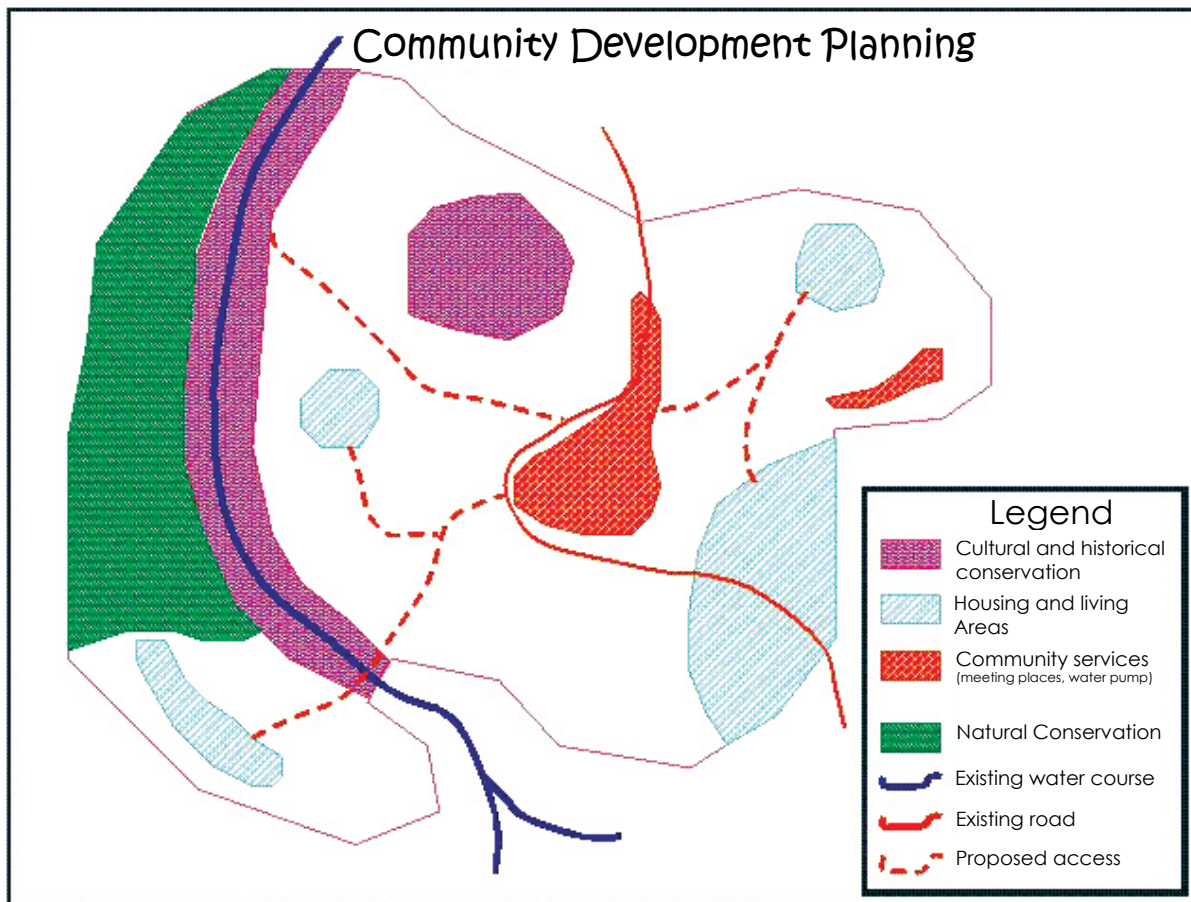 Community Development Planning
Legend
Cultural and historical
conservation
Housing and living
Areas
Community services
(meeting places, water pump)
Natural Conservation
Existing water course
Existing road
Proposed access